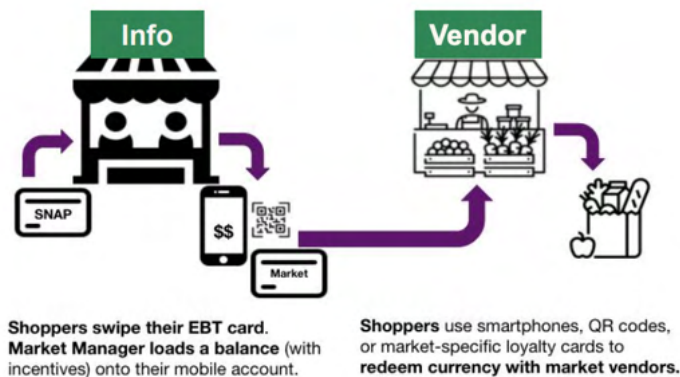 Info
Vendor
SNAP
$$
Market
Shoppers swipe their EBT card.
Market Manager loads a balance (with
incentives) onto their mobile account.
Shoppers use smartphones, QR codes,
or market-specific loyalty cards to
redeem currency with market vendors.